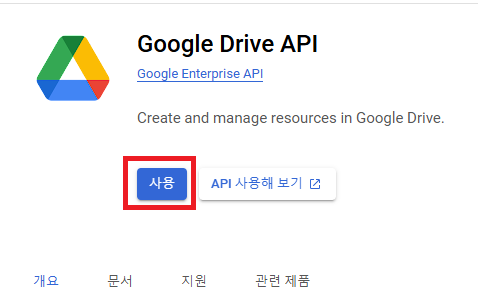 Google Drive API
Google Enterprise API
Create and manage resources in Google Drive.
사용 API 사용해 보기
개요 문서 지원 관련 제품